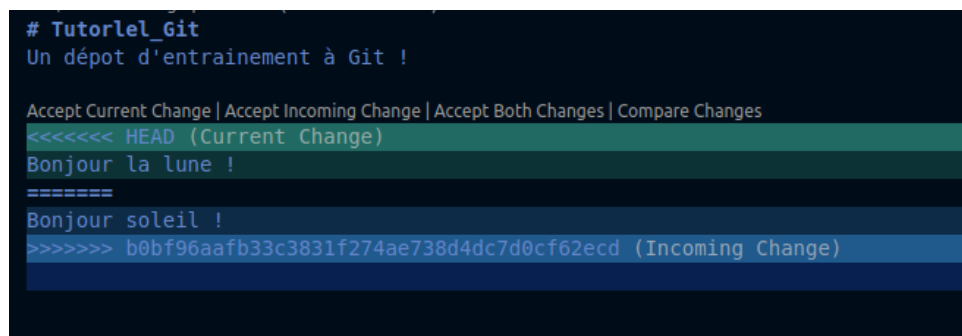 # Tutorlel_Git
Un dépot d'entrainement à Git !
Accept Current Change | Accept Incoming Change | Accept Both Changes | Compare Changes
<<<<<<< HEAD (Current Change)
Bonjour la lune !
=======
Bonjour soleil !
>>>>>>> b0bf96aafb33c3831f274ae738d4dc7d0cf62ecd (Incoming Change)